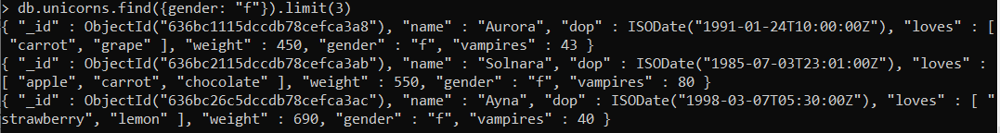 > db.unicorns.find({gender: "f"}).limit(3)
{ "_id" : ObjectId("636bc1115dccdb78cefca3a8"), "name" : "Aurora", "dop" : ISODate("1991-01-24T10:00:00Z"), "loves" : [
 "carrot", "grape" ], "weight" : 450, "gender" : "f", "vampires" : 43 }
{ "_id" : ObjectId("636bc2115dccdb78cefca3ab"), "name" : "Solnara", "dop" : ISODate("1985-07-03T23:01:00Z"), "loves" :
[ "apple", "carrot", "chocolate" ], "weight" : 550, "gender" : "f", "vampires" : 80 }
{ "_id" : ObjectId("636bc26c5dccdb78cefca3ac"), "name" : "Ayna", "dop" : ISODate("1998-03-07T05:30:00Z"), "loves" : [ "
strawberry", "lemon" ], "weight" : 690, "gender" : "f", "vampires" : 40 }